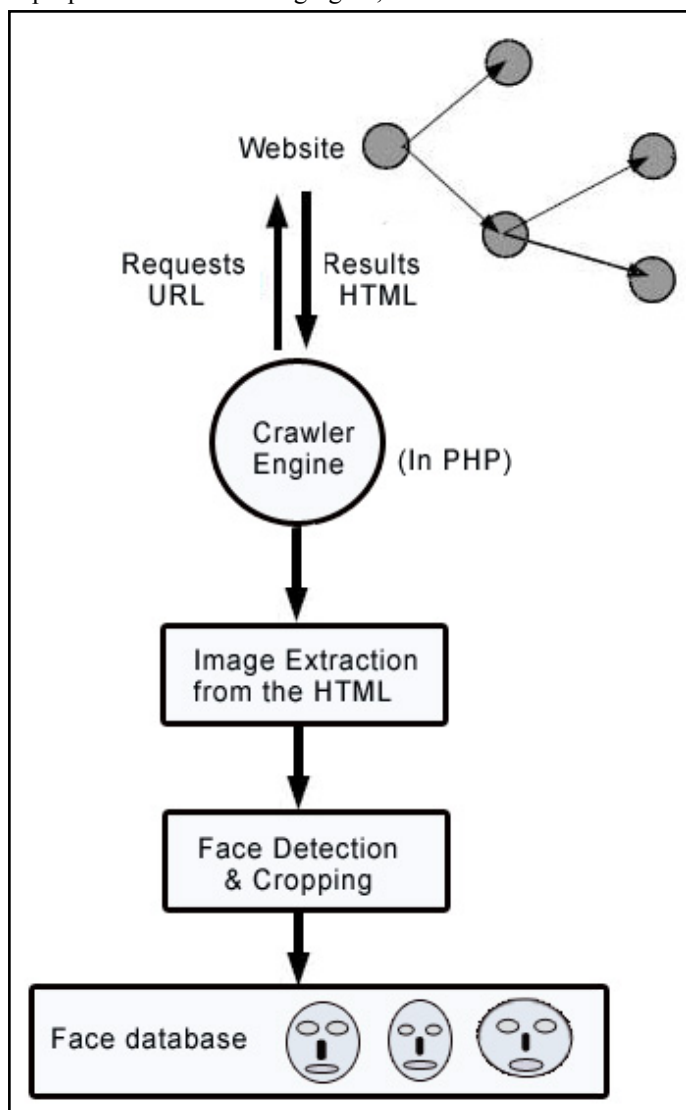 Website
Requests
URL
Results
HTML
Crawler
Engine
(In PHP)
Image Extraction
from the HTML
Face Detection
& Cropping
Face database